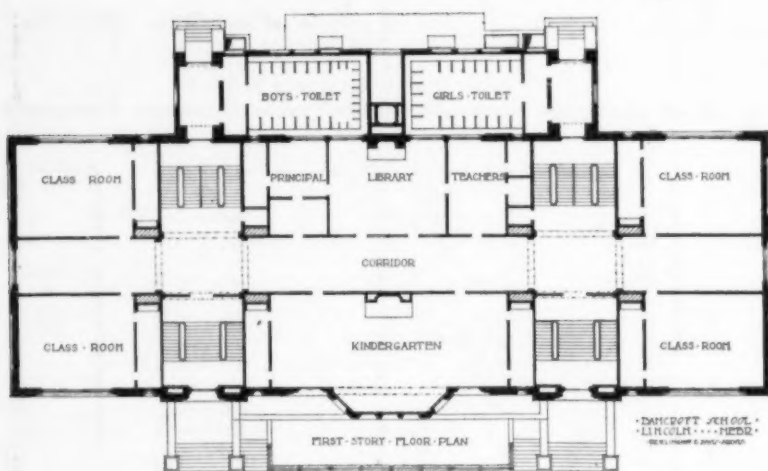 BOYS · TOILET
GIRLS · TOILET
CLASS · ROOM
PRINCIPAL
LIBRARY
TEACHERS
CLASS · ROOM
CORRIDOR
CLASS · ROOM
KINDERGARTEN
CLASS · ROOM
FIRST · STORY · FLOOR · PLAN
· BANCROFT SCHOOL ·
· LINCOLN · · · · NEBR ·